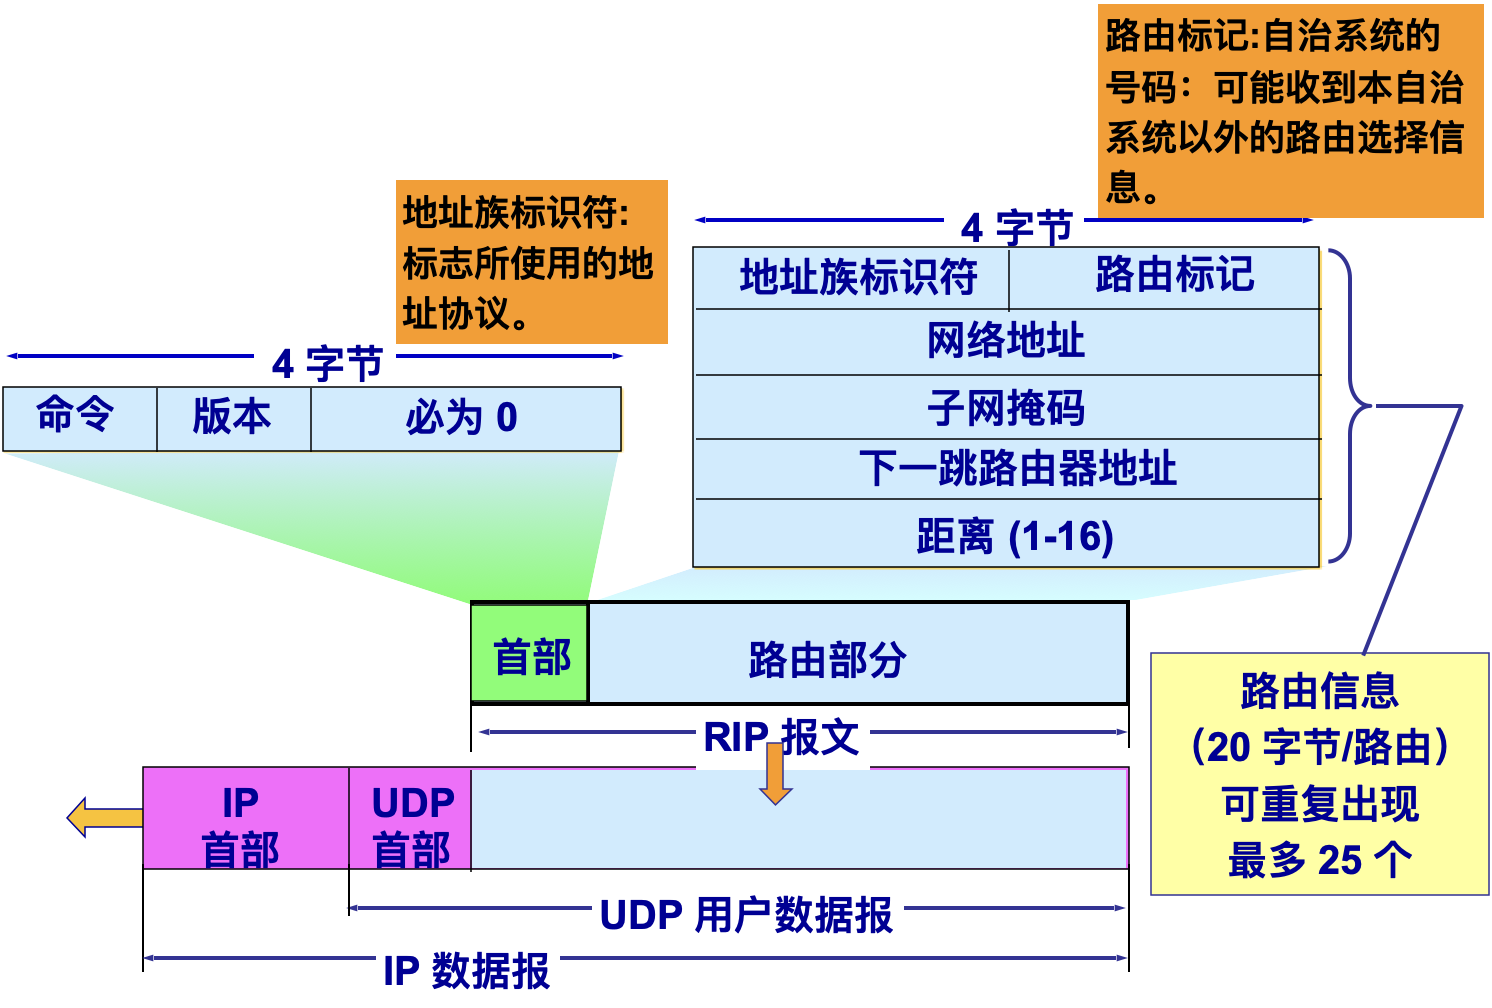 路由标记:自治系统的
号码：可能收到本自治
系统以外的路由选择信
息。
地址族标识符:
标志所使用的地
址协议。
4 字节
地址族标识符 路由标记
网络地址
子网掩码
下一跳路由器地址
距离 (1-16)
4 字节
命令 版本 必为 0
首部 路由部分
RIP 报文
路由信息
（20 字节/路由）
可重复出现
最多 25 个
IP
首部
UDP
首部
UDP 用户数据报
IP 数据报